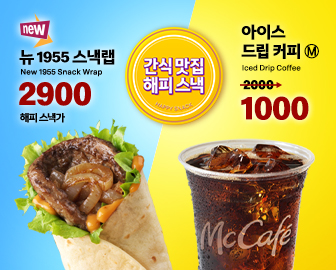 new
뉴 1955 스낵랩
New 1955 Snack Wrap
2900
해피 스낵가
간식 맛집
해피 스낵
HAPPY SNACK
아이스
드립 커피 Ⓜ
Iced Drip Coffee
2000
1000
McCafé